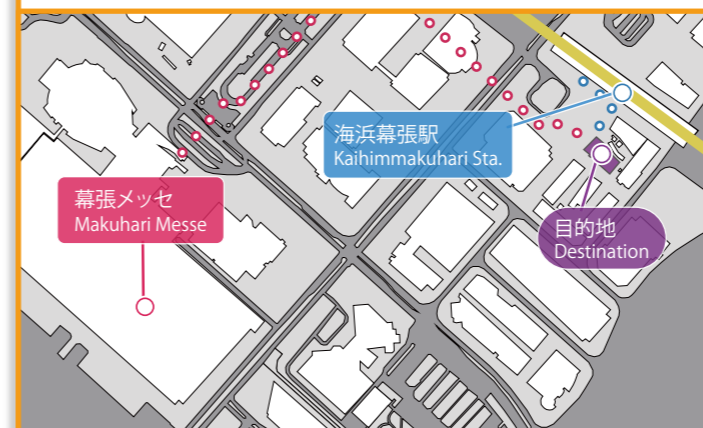 海浜幕張駅
Kaihimmakuhari Sta.
幕張メッセ
Makuhari Messe
目的地
Destination